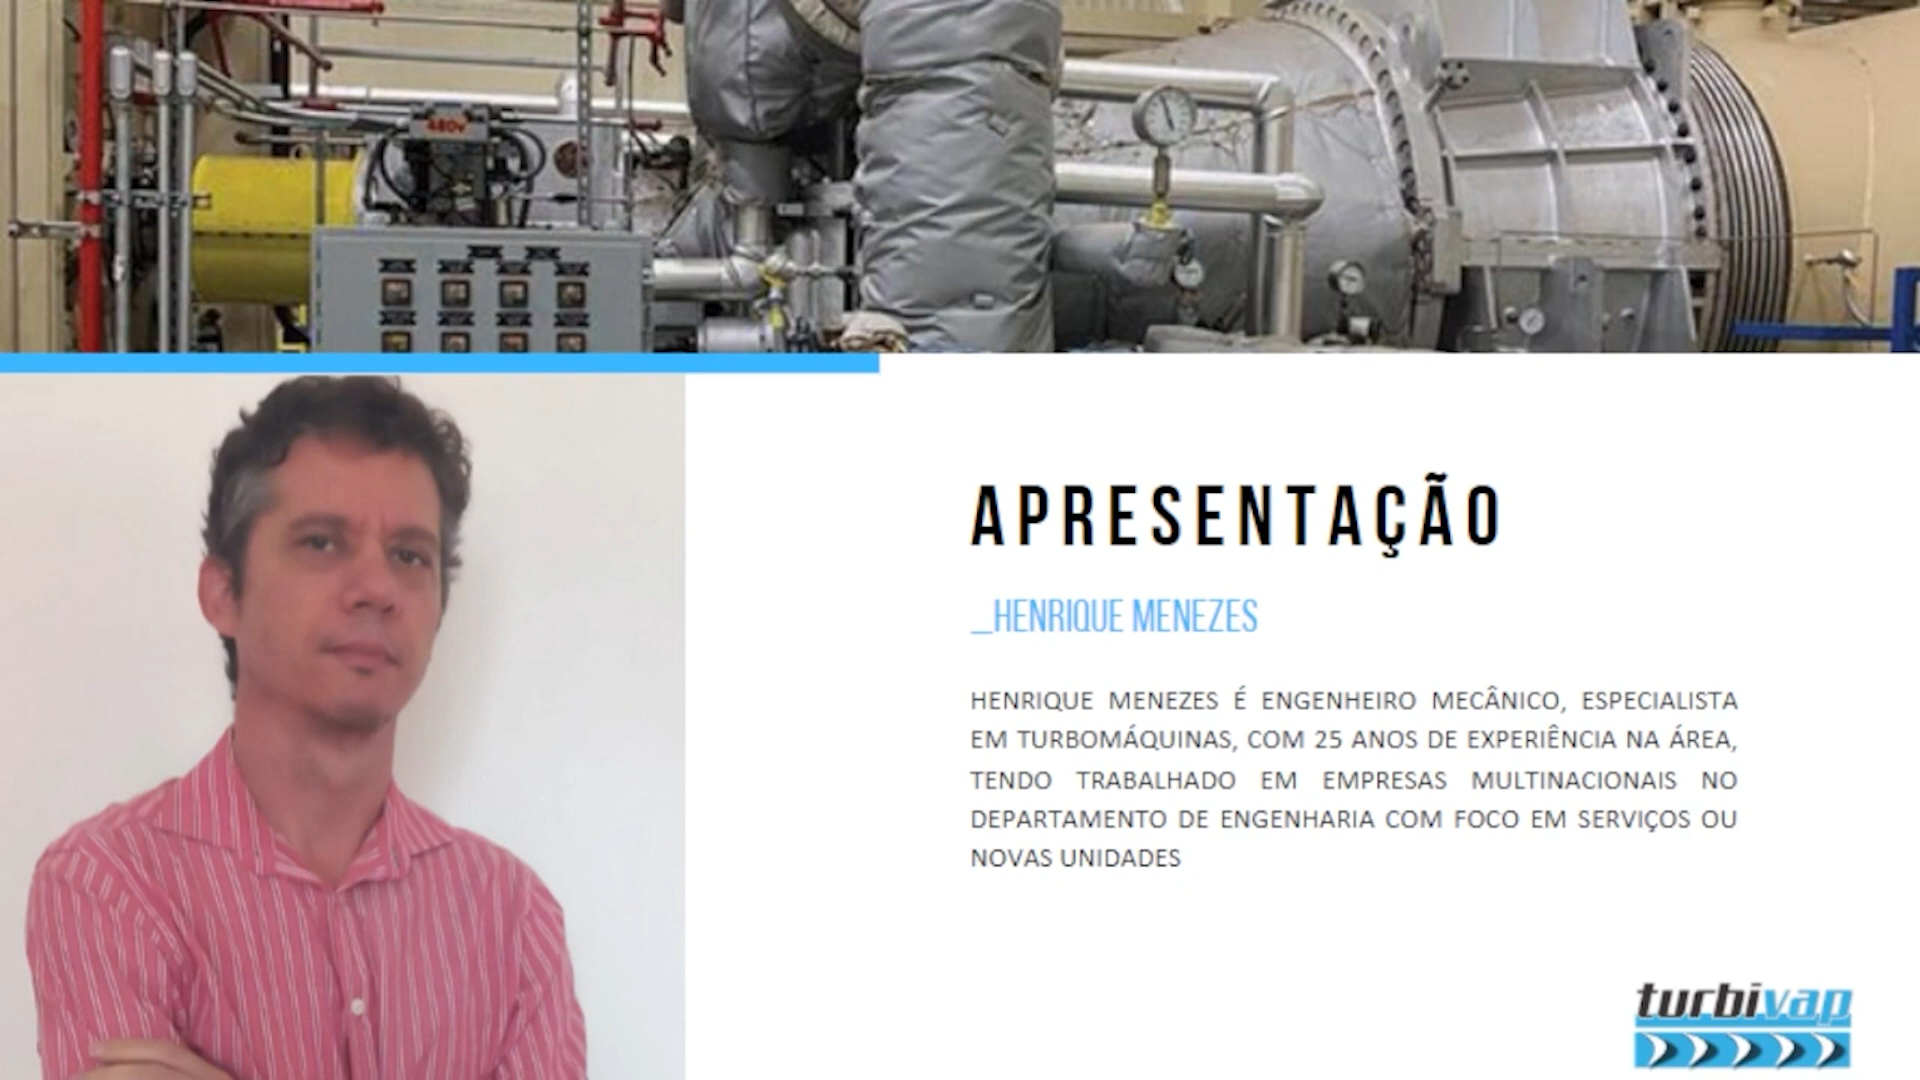 480V
APRESENTAÇÃO
_HENRIQUE MENEZES
HENRIQUE MENEZES É ENGENHEIRO MECÂNICO, ESPECIALISTA
EM TURBOMÁQUINAS, COM 25 ANOS DE EXPERIÊNCIA NA ÁREA,
TENDO TRABALHADO EM EMPRESAS MULTINACIONAIS NO
DEPARTAMENTO DE ENGENHARIA COM FOCO EM SERVIÇOS OU
NOVAS UNIDADES
turbivap